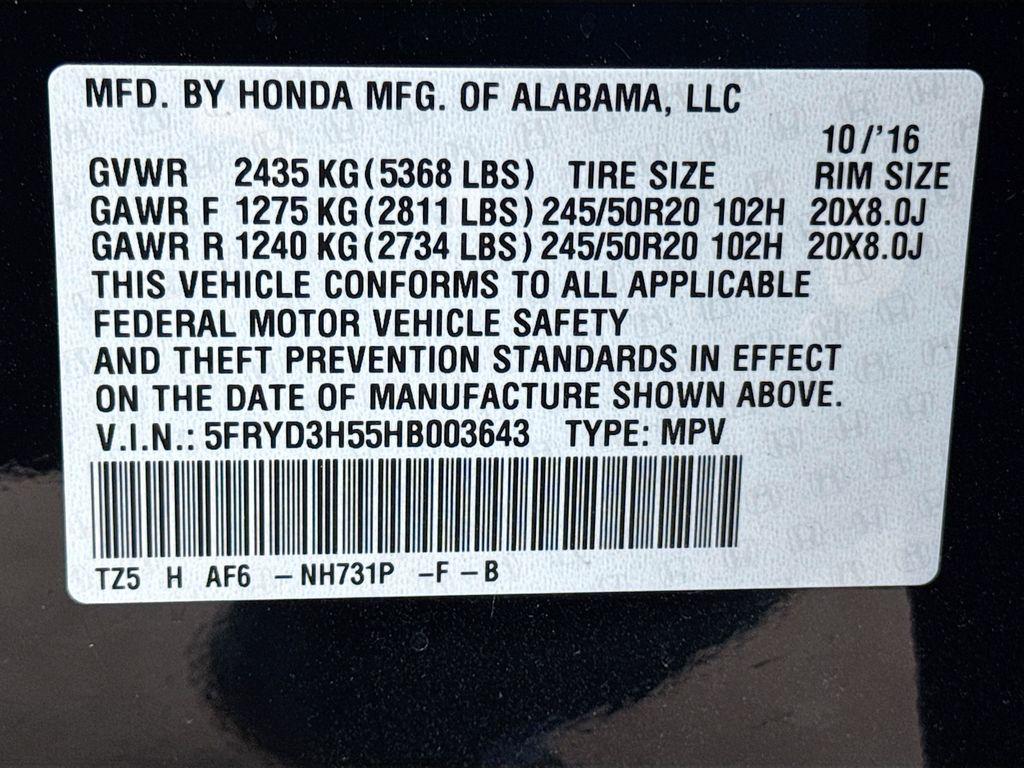 MFD. BY HONDA MFG. OF ALABAMA, LLC
10/'16
GVWR 2435 KG(5368 LBS) TIRE SIZE RIM SIZE
GAWR F 1275 KG(2811 LBS) 245/50R20 102H 20X8.0J
GAWR R 1240 KG(2734 LBS) 245/50R20 102H 20X8.0J
THIS VEHICLE CONFORMS TO ALL APPLICABLE
FEDERAL MOTOR VEHICLE SAFETY
AND THEFT PREVENTION STANDARDS IN EFFECT
ON THE DATE OF MANUFACTURE SHOWN ABOVE.
V.I.N.: 5FRYD3H55HB003643 TYPE: MPV
TZ5 H AF6 – NH731P –F –B